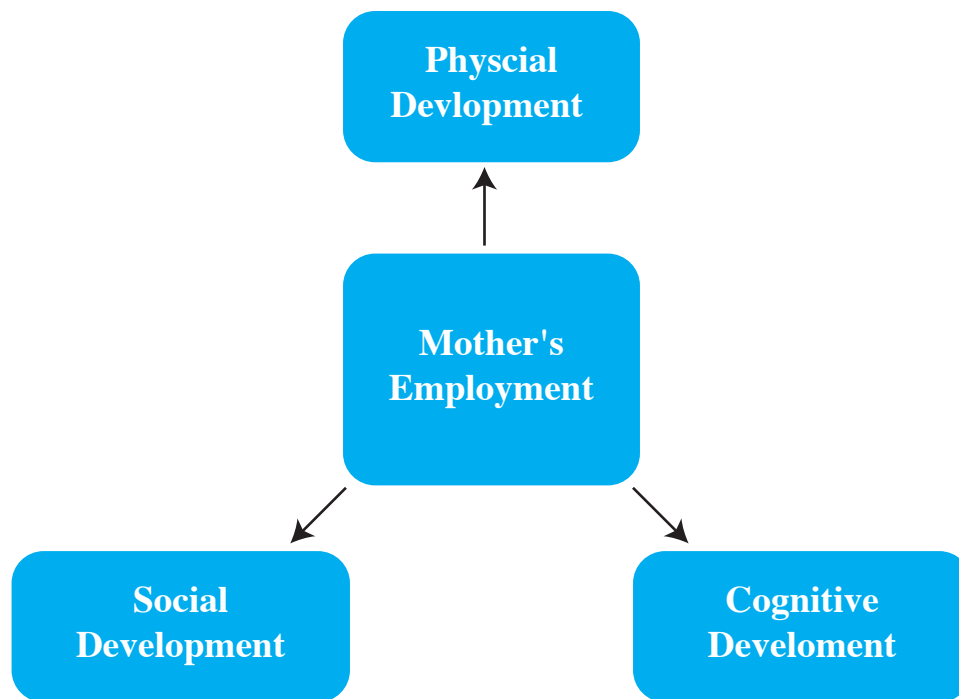 Physcial
Devlopment
Mother's
Employment
Social
Development
Cognitive
Develoment